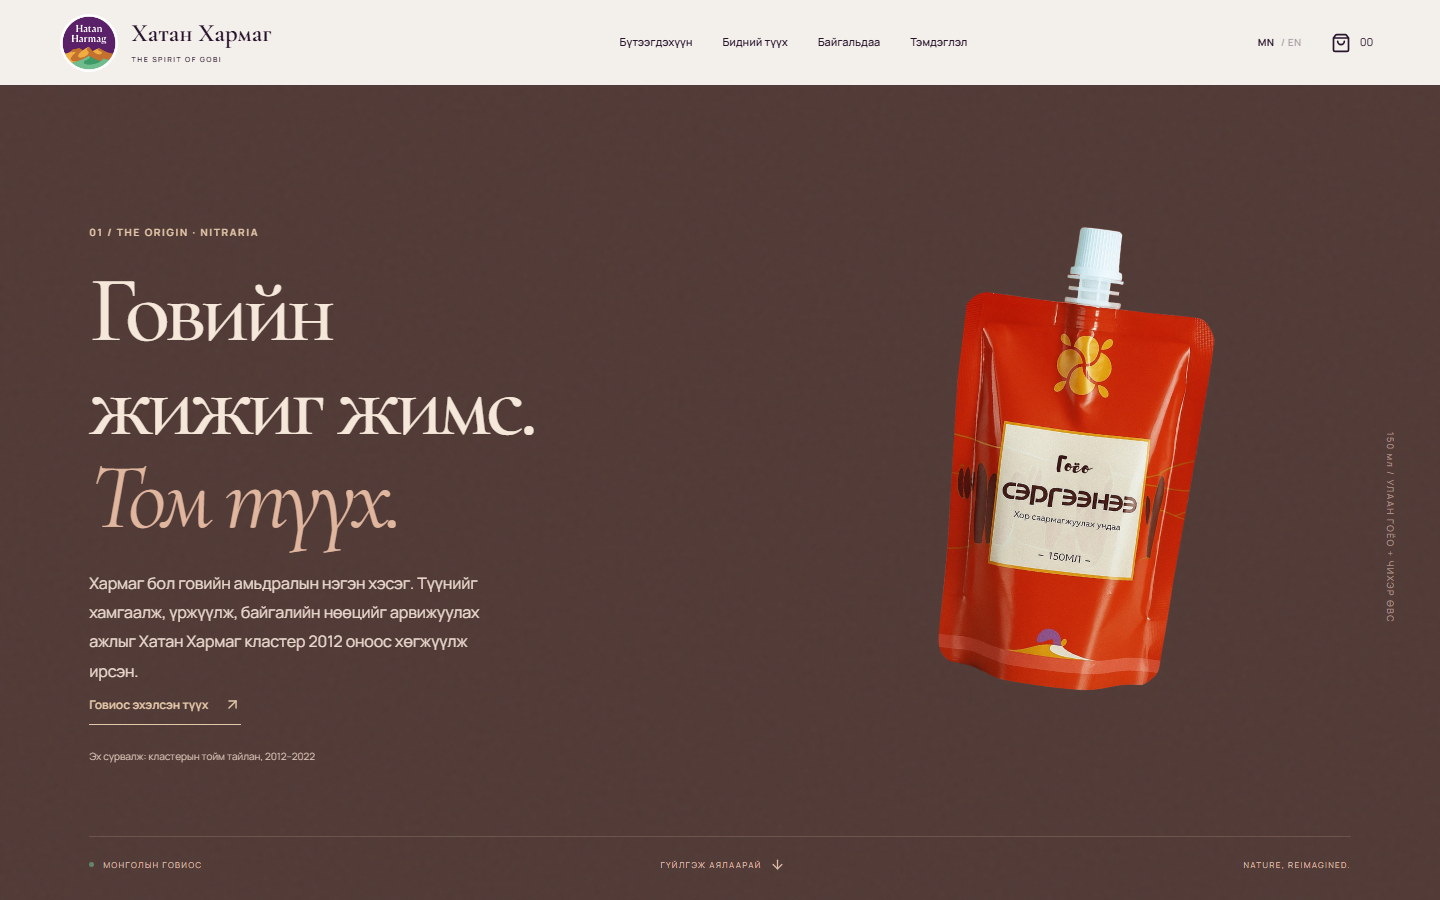 Hatan
Harmag
Хатан Хармаг
THE SPIRIT OF GOBI
Бүтээгдэхүүн
Бидний түүх
Байгальдаа
Тэмдэглэл
MN / EN
00
01 / THE ORIGIN · NITRARIA
Говийн
жижиг жимс.
Том түүх.
Хармаг бол говийн амьдралын нэгэн хэсэг. Түүнийг
хамгаалж, үржүүлж, байгалийн нөөцийг арвижуулах
ажлыг Хатан Хармаг кластер 2012 оноос хөгжүүлж
ирсэн.
Говиос эхэлсэн түүх
Эх сурвалж: кластерын тойм тайлан, 2012–2022
Гоёо
сэргээнээ
Хор саармагжуулах ундаа
– 150МЛ –
150 мл / УЛААН ГОЁО + ЧИХЭР ӨВС
МОНГОЛЫН ГОВИОС
ГҮЙЛГЭЖ АЯЛААРАЙ
NATURE, REIMAGINED.